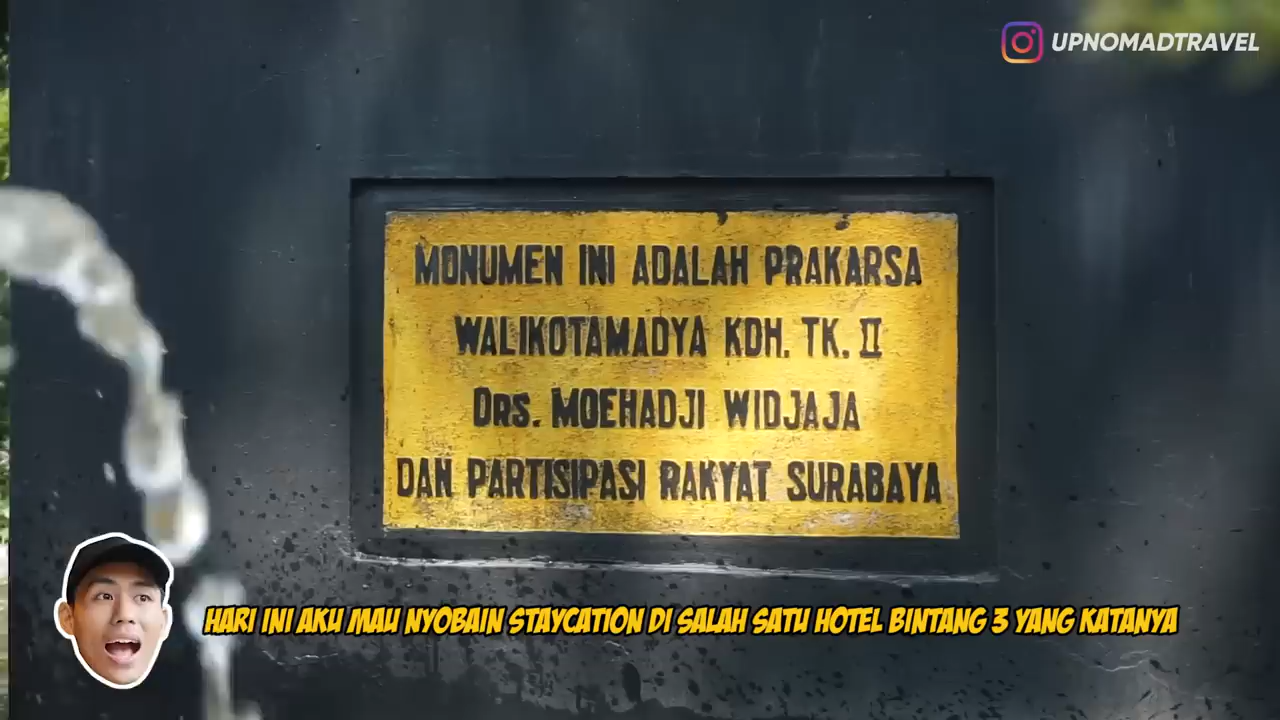 UPNOMADTRAVEL
MONUMEN INI ADALAH PRAKARSA
WALIKOTAMADYA KDH. TK. II
Drs. MOEHADJI WIDJAJA
DAN PARTISIPASI RAKYAT SURABAYA
HARI INI AKU MAU NYOBAIN STAYCATION DI SALAH SATU HOTEL BINTANG 3 YANG KATANYA